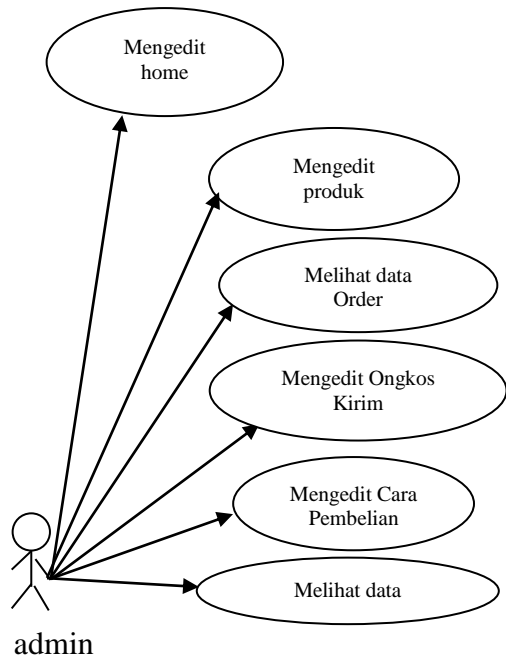 Mengedit
home
Mengedit
produk
Melihat data
Order
Mengedit Ongkos
Kirim
Mengedit Cara
Pembelian
Melihat data
admin